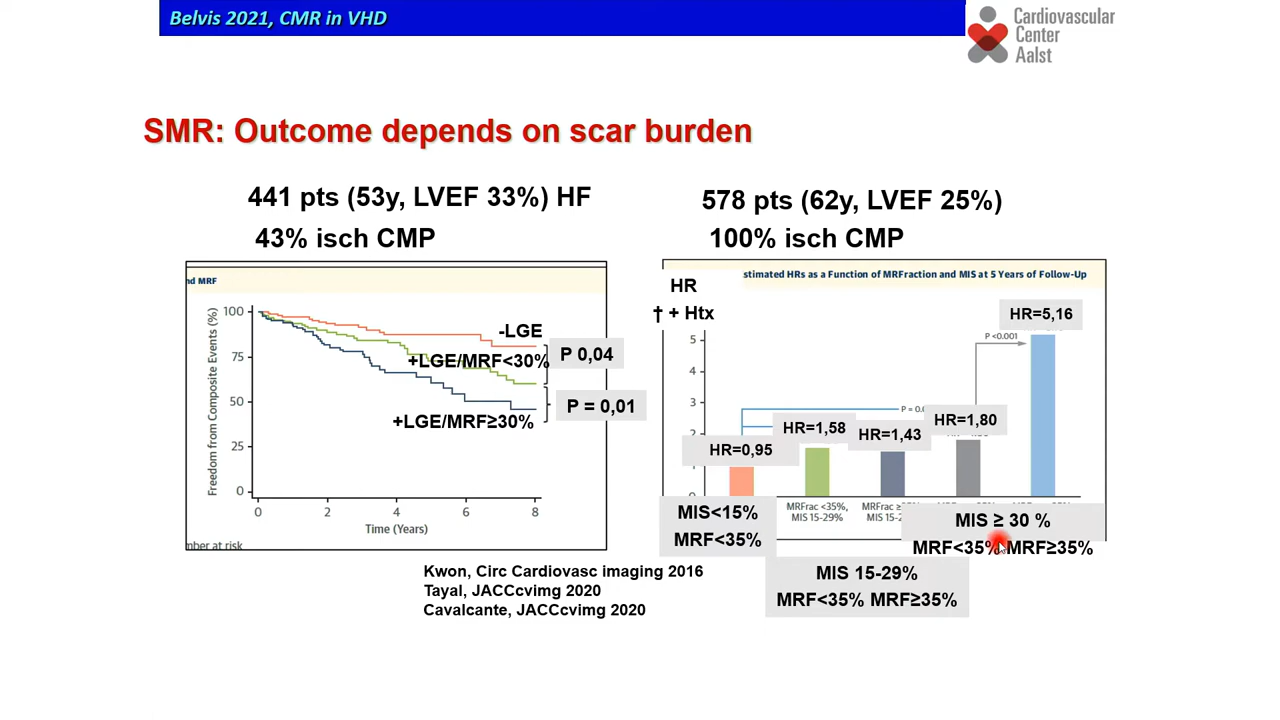 Belvis 2021, CMR in VHD
Cardiovascular
Center
Aalst
SMR: Outcome depends on scar burden
441 pts (53y, LVEF 33%) HF
43% isch CMP
nd MRF
Freedom from Composite Events (%)
100
75
50
25
0
-LGE
+LGE/MRF<30%
+LGE/MRF≥30%
P 0,04
P = 0,01
0 2 4 6 8
Time (Years)
mber at risk
578 pts (62y, LVEF 25%)
100% isch CMP
stimated HRs as a Function of MRFraction and MIS at 5 Years of Follow-Up
HR
† + Htx
5
4
3
2
HR=0,95
HR=1,58
HR=1,43
HR=1,80
HR=5,16
P <0.001
P = 0.0
MRFrac <35%,
MIS 15-29%
MRFrac ≥
MIS 15-2
MIS<15%
MRF<35%
MIS ≥ 30 %
MRF<35% MRF≥35%
MIS 15-29%
MRF<35% MRF≥35%
Kwon, Circ Cardiovasc imaging 2016
Tayal, JACCcvimg 2020
Cavalcante, JACCcvimg 2020